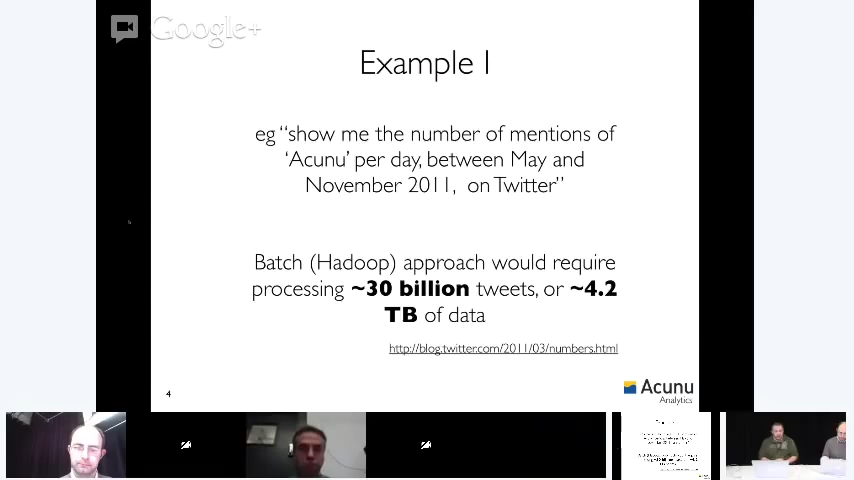 Google+
Example 1
eg “show me the number of mentions of
‘Acunu’ per day, between May and
November 2011, on Twitter”
Batch (Hadoop) approach would require
processing ~30 billion tweets, or ~4.2
TB of data
http://blog.twitter.com/2011/03/numbers.html
4
Acunu
Analytics